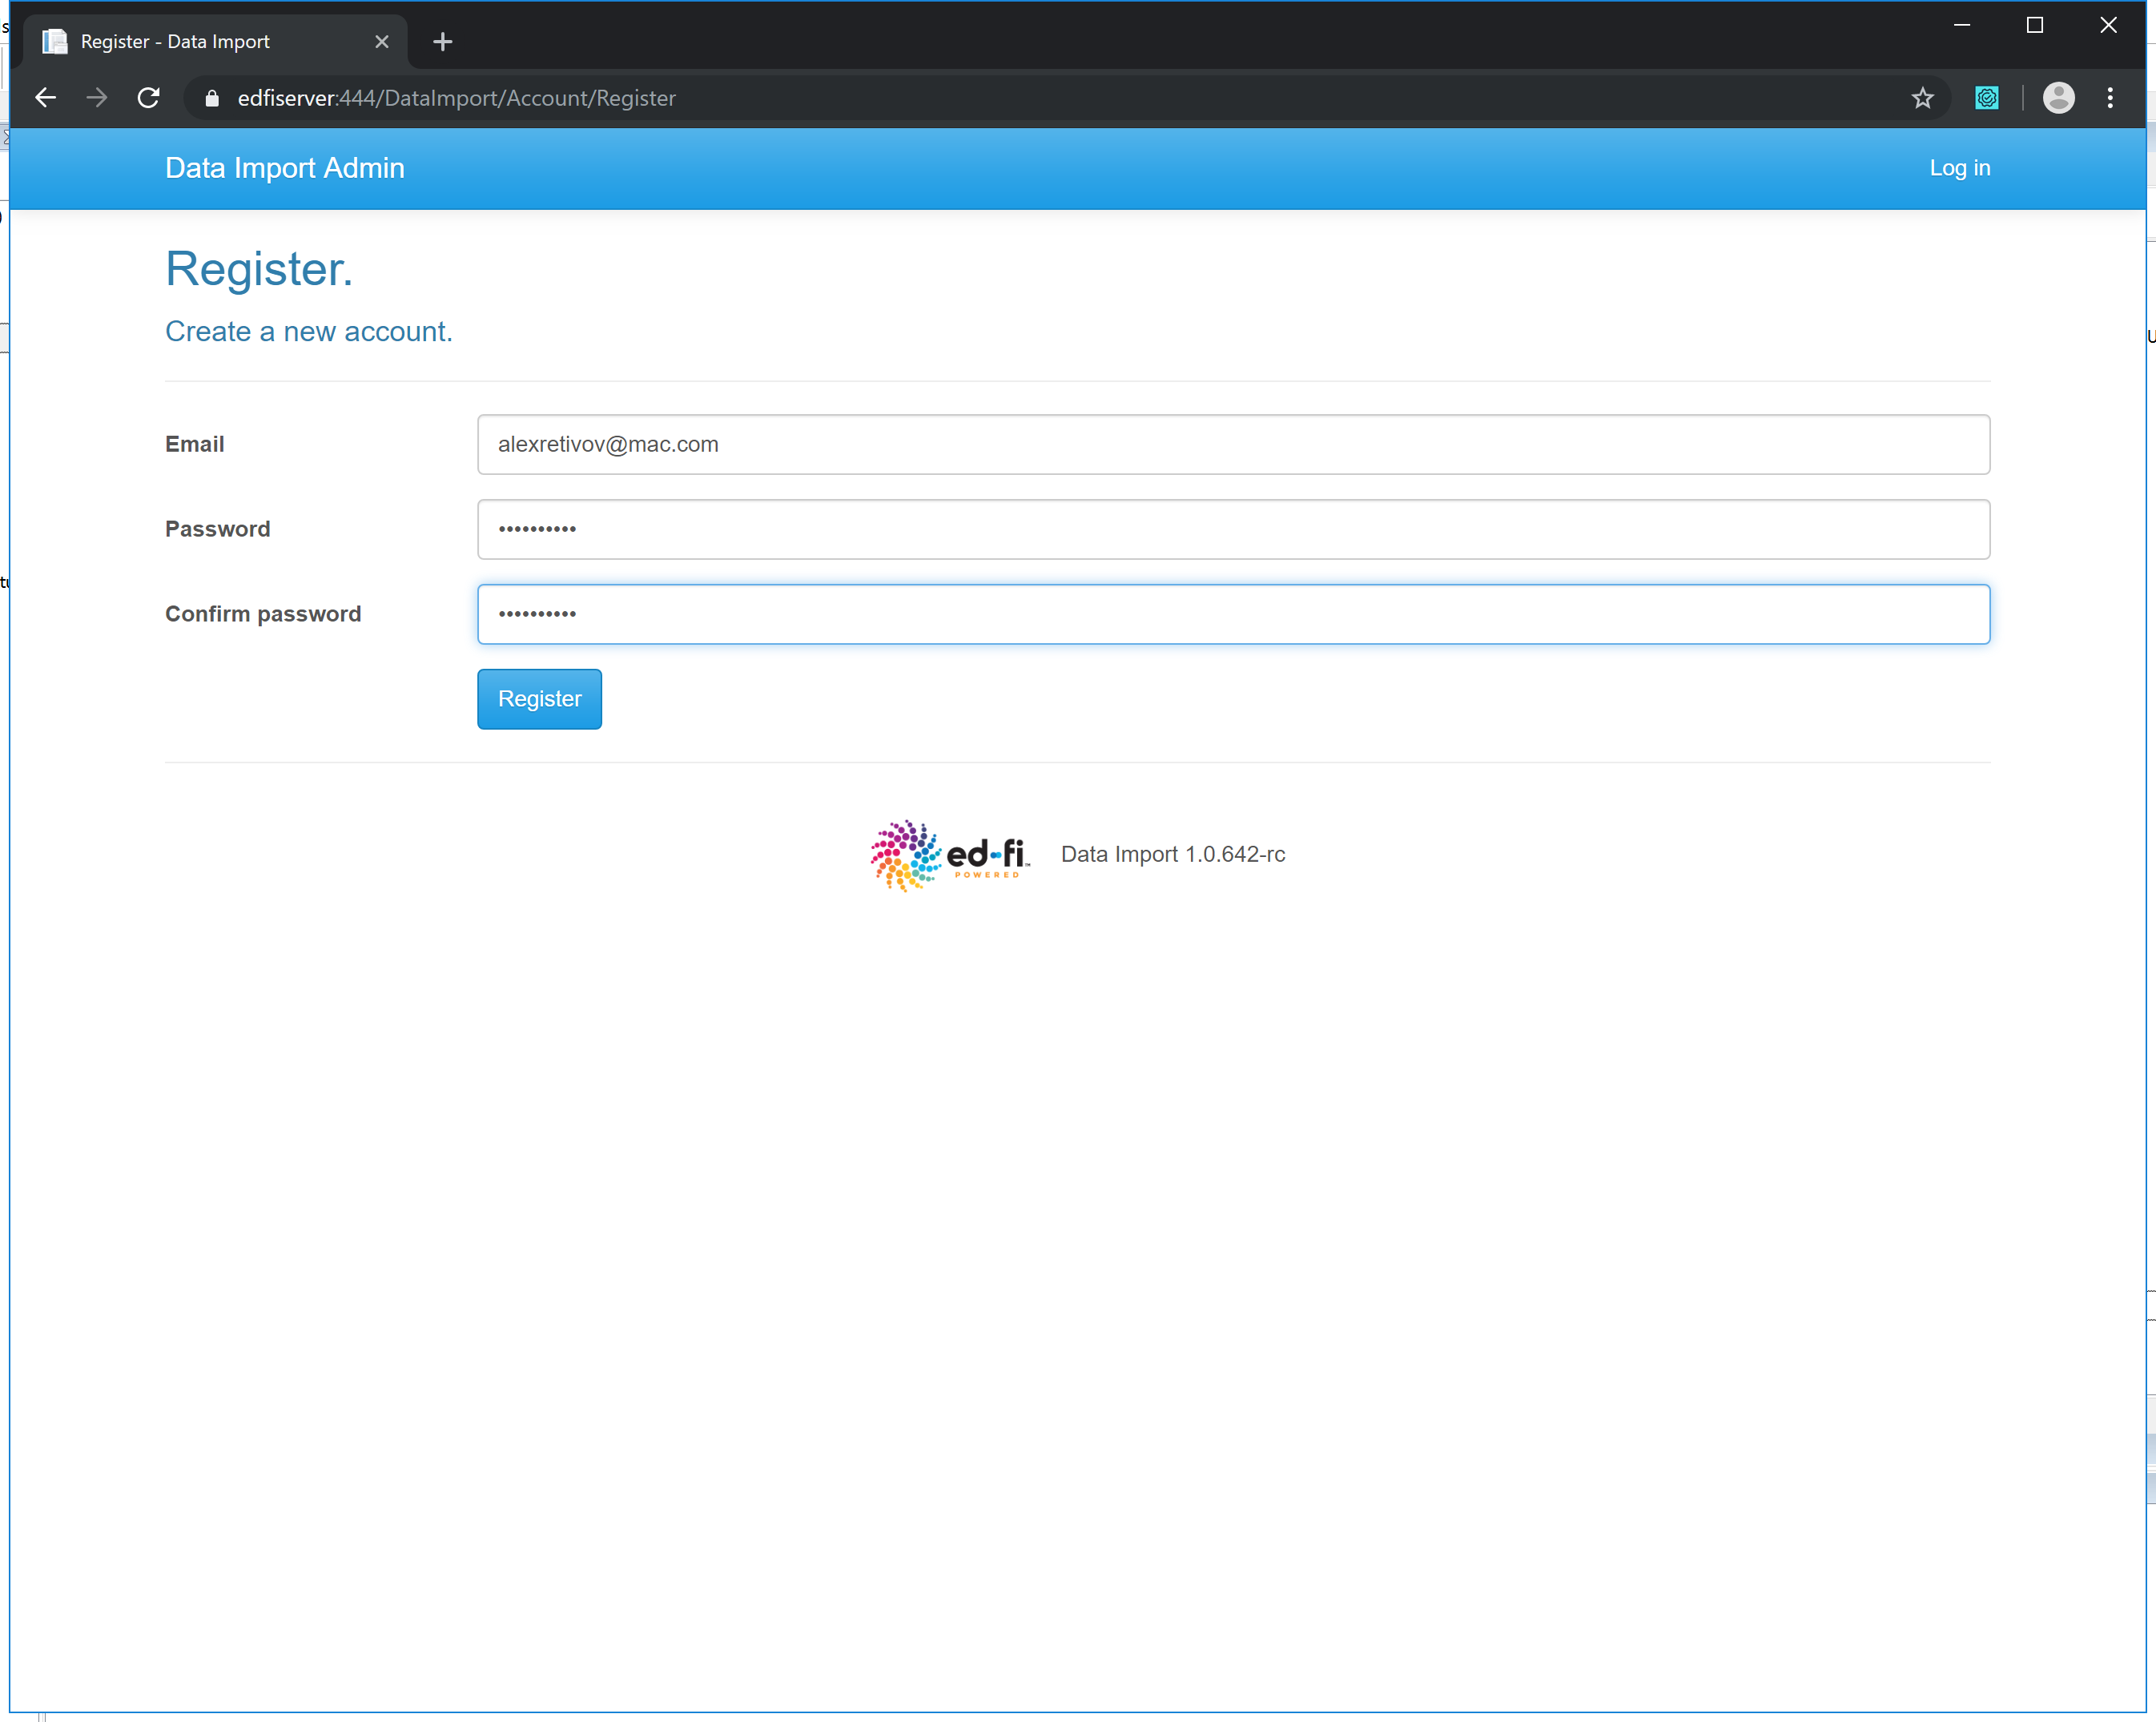 Register - Data Import
edfiserver:444/DataImport/Account/Register
Data Import Admin
Log in
Register.
Create a new account.
Email
alexretivov@mac.com
Password
••••••••••
Confirm password
••••••••••
Register
ed-fi™
POWERED
Data Import 1.0.642-rc